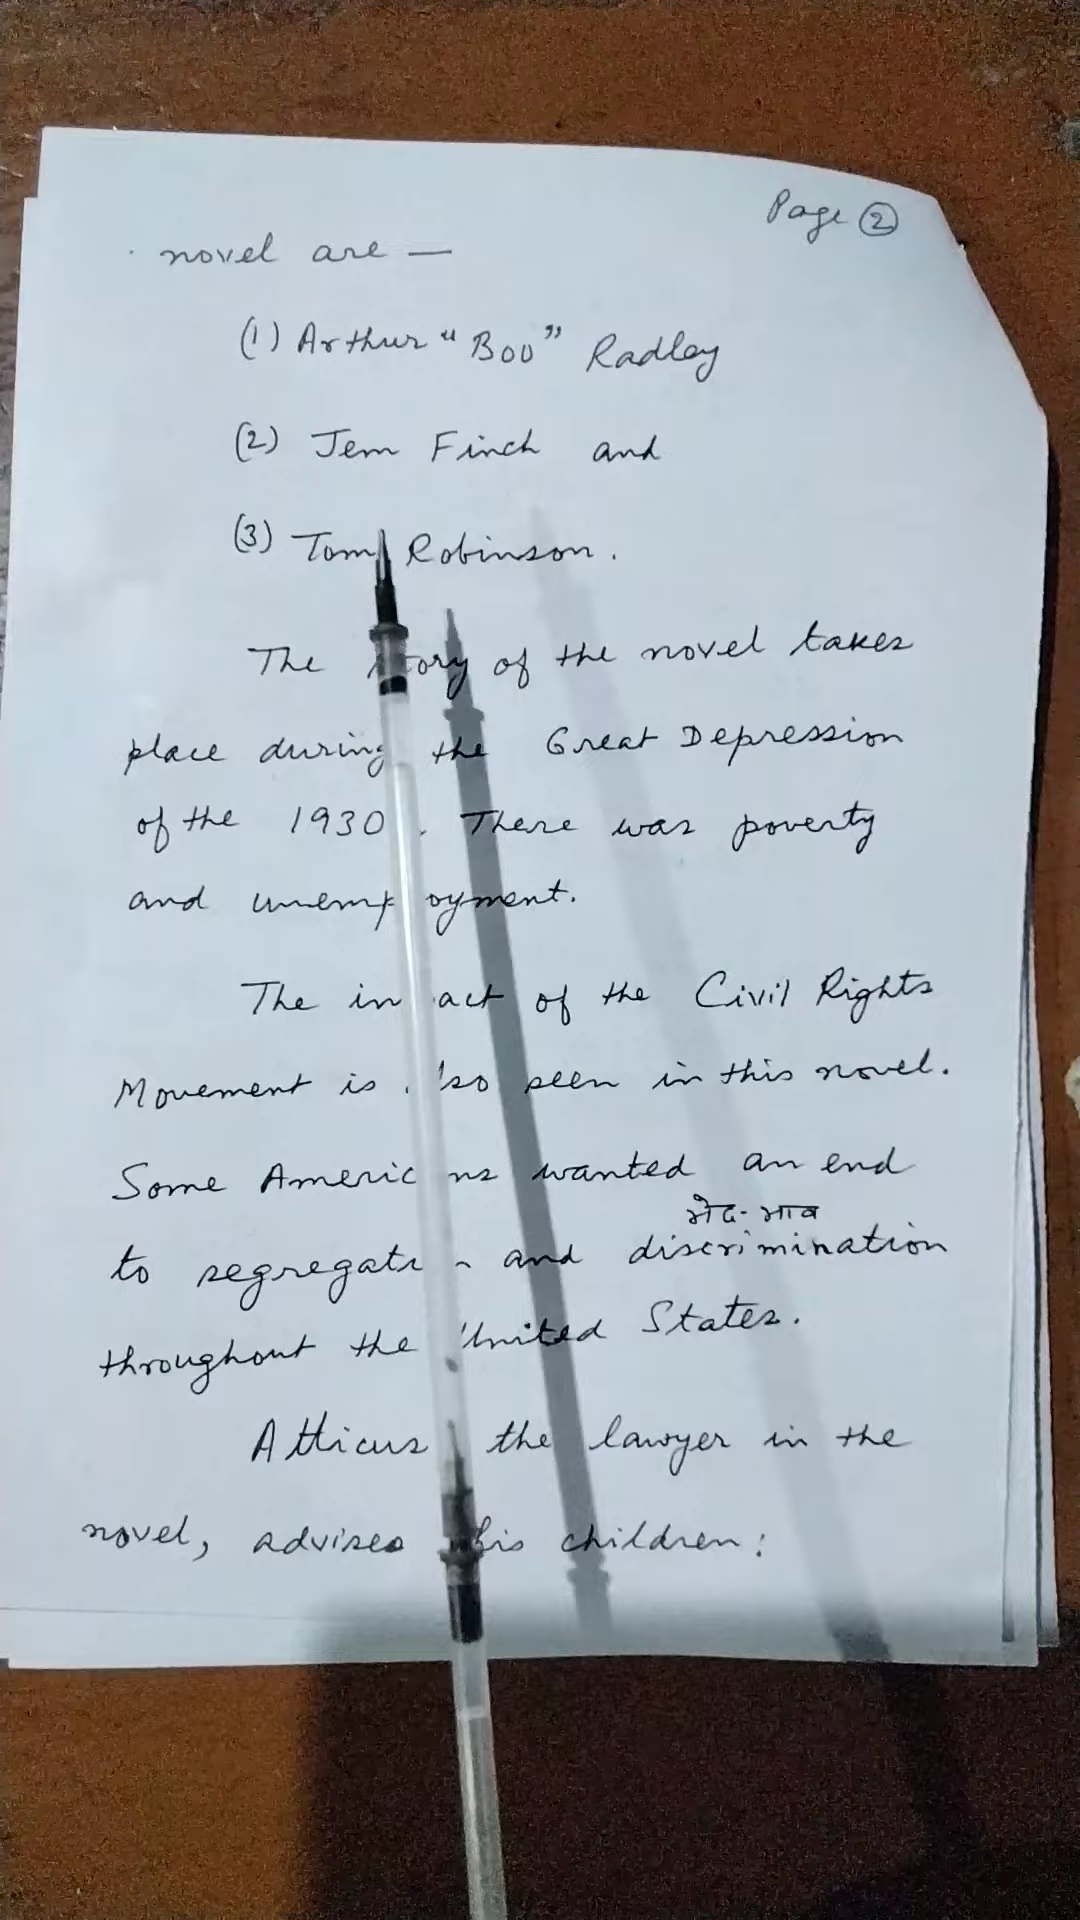 Page 2
novel are —
(1) Arthur "Boo" Radley
(2) Jem Finch and
(3) Tom Robinson.
The story of the novel takes
place during the Great Depression
of the 1930. There was poverty
and unemployment.
The of the Civil Rights
Movement is also seen in this novel.
Some Americans wanted an end
भेद-भाव
to segregation and discrimination
throughout the United States.
Atticus the lawyer in the
novel, advises his children: